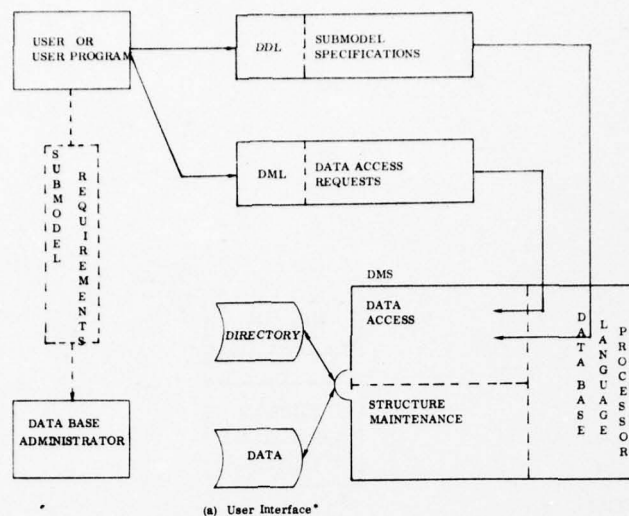 USER OR
USER PROGRAM
DDL
SUBMODEL
SPECIFICATIONS
DML
DATA ACCESS
REQUESTS
SUBMODEL
REQUIREMENTS
DATA BASE
ADMINISTRATOR
DMS
DATA
ACCESS
STRUCTURE
MAINTENANCE
DATA BASE
LANGUAGE
PROCESSOR
DIRECTORY
DATA
(a) User Interface*